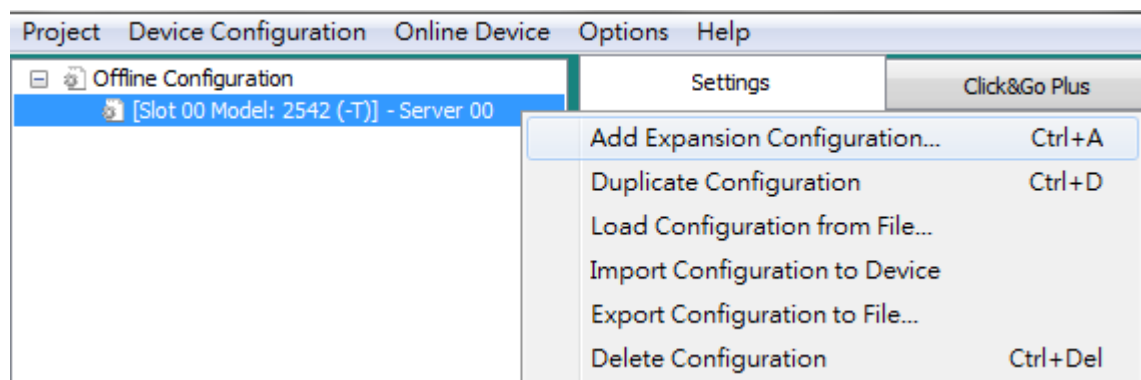 Project Device Configuration Online Device Options Help
Offline Configuration
[Slot 00 Model: 2542 (-T)] - Server 00
Settings
Click&Go Plus
Add Expansion Configuration... Ctrl+A
Duplicate Configuration Ctrl+D
Load Configuration from File...
Import Configuration to Device
Export Configuration to File...
Delete Configuration Ctrl+Del